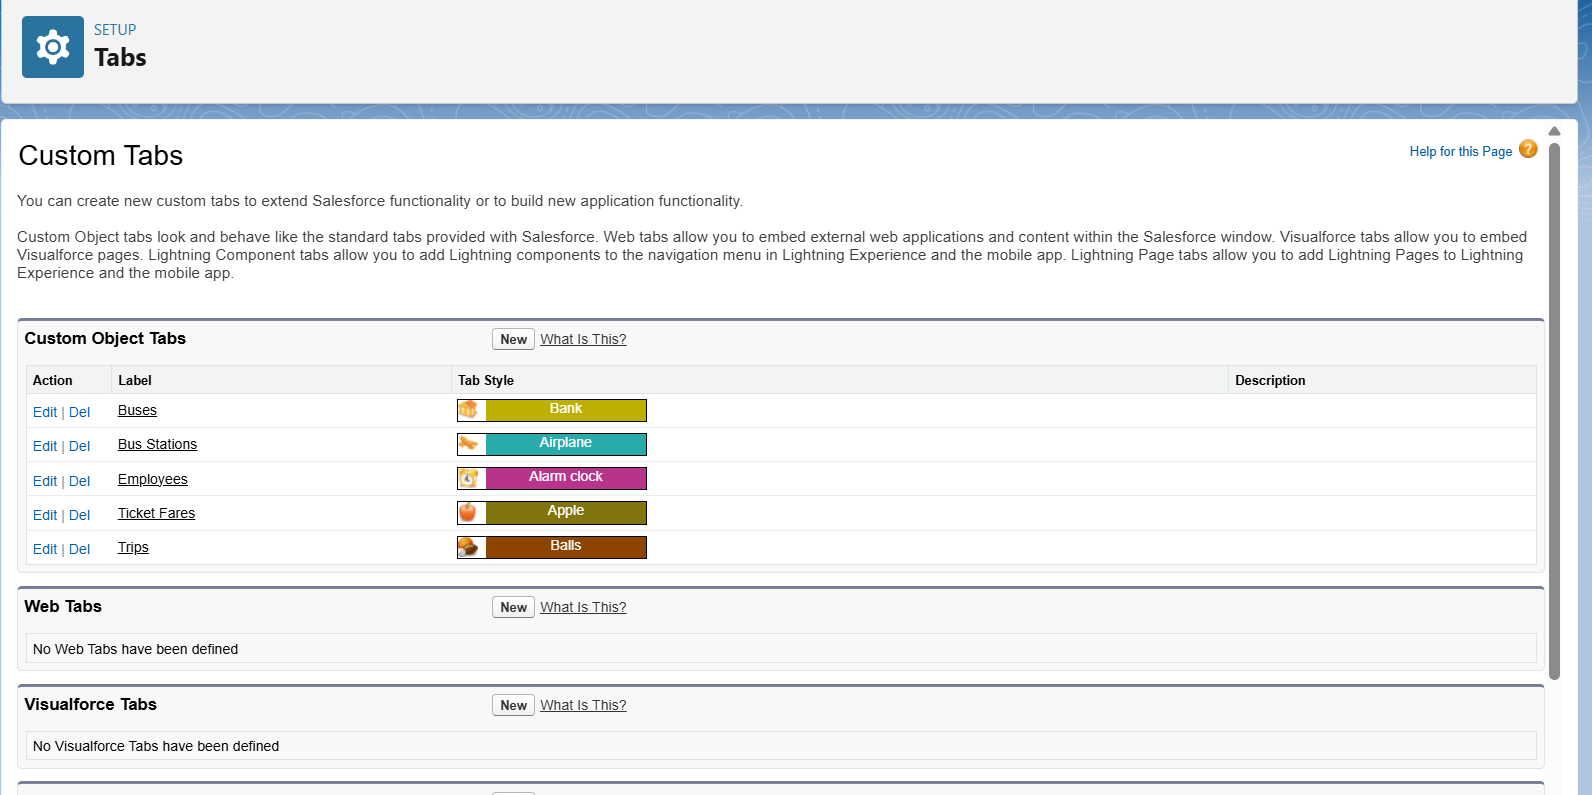 SETUP
Tabs
Custom Tabs
Help for this Page ?
You can create new custom tabs to extend Salesforce functionality or to build new application functionality.
Custom Object tabs look and behave like the standard tabs provided with Salesforce. Web tabs allow you to embed external web applications and content within the Salesforce window. Visualforce tabs allow you to embed
Visualforce pages. Lightning Component tabs allow you to add Lightning components to the navigation menu in Lightning Experience and the mobile app. Lightning Page tabs allow you to add Lightning Pages to Lightning
Experience and the mobile app.
Custom Object Tabs New What Is This?
Action Label Tab Style Description
Edit | Del Buses Bank
Edit | Del Bus Stations Airplane
Edit | Del Employees Alarm clock
Edit | Del Ticket Fares Apple
Edit | Del Trips Balls
Web Tabs New What Is This?
No Web Tabs have been defined
Visualforce Tabs New What Is This?
No Visualforce Tabs have been defined